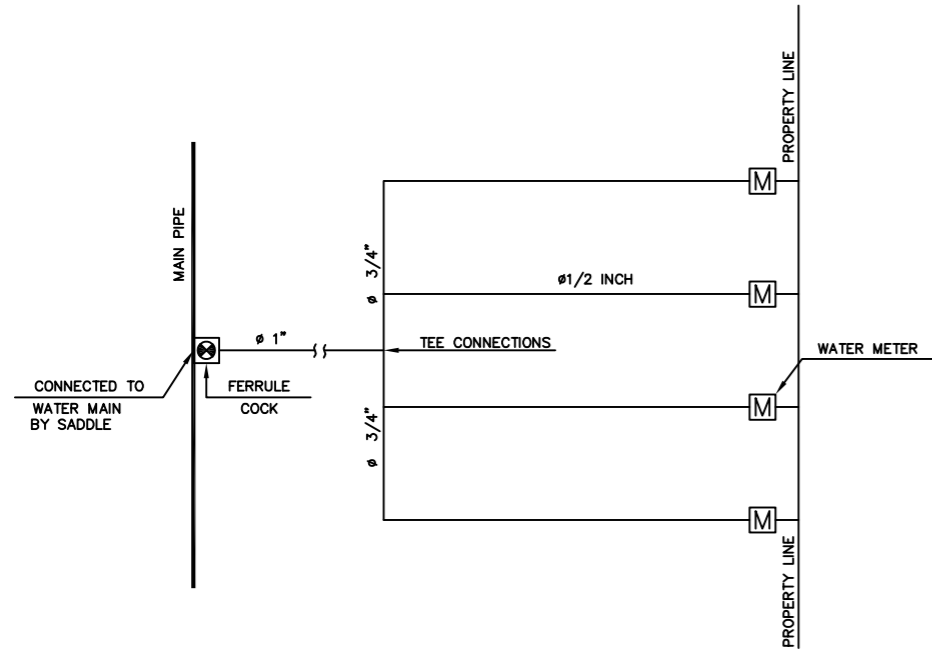 PROPERTY LINE
MAIN PIPE
M
ø 3/4"
ø1/2 INCH
M
ø 1"
TEE CONNECTIONS
WATER METER
CONNECTED TO
WATER MAIN
BY SADDLE
FERRULE
COCK
ø 3/4"
M
M
PROPERTY LINE